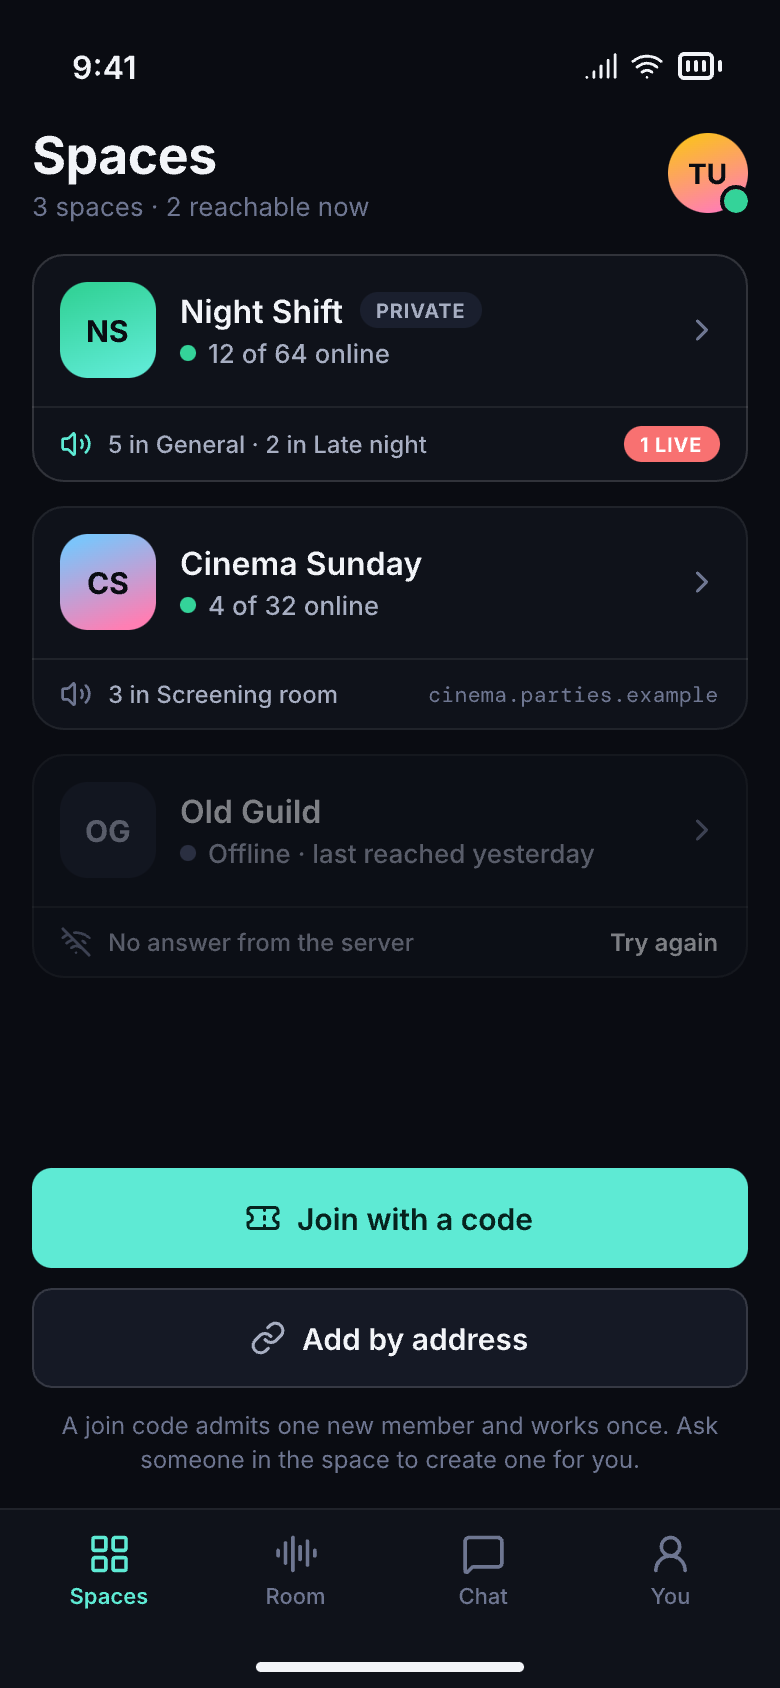 9:41
Spaces
3 spaces · 2 reachable now
TU
NS
Night Shift PRIVATE
12 of 64 online
5 in General · 2 in Late night
1 LIVE
CS
Cinema Sunday
4 of 32 online
3 in Screening room
cinema.parties.example
OG
Old Guild
Offline · last reached yesterday
No answer from the server
Try again
Join with a code
Add by address
A join code admits one new member and works once. Ask
someone in the space to create one for you.
Spaces
Room
Chat
You